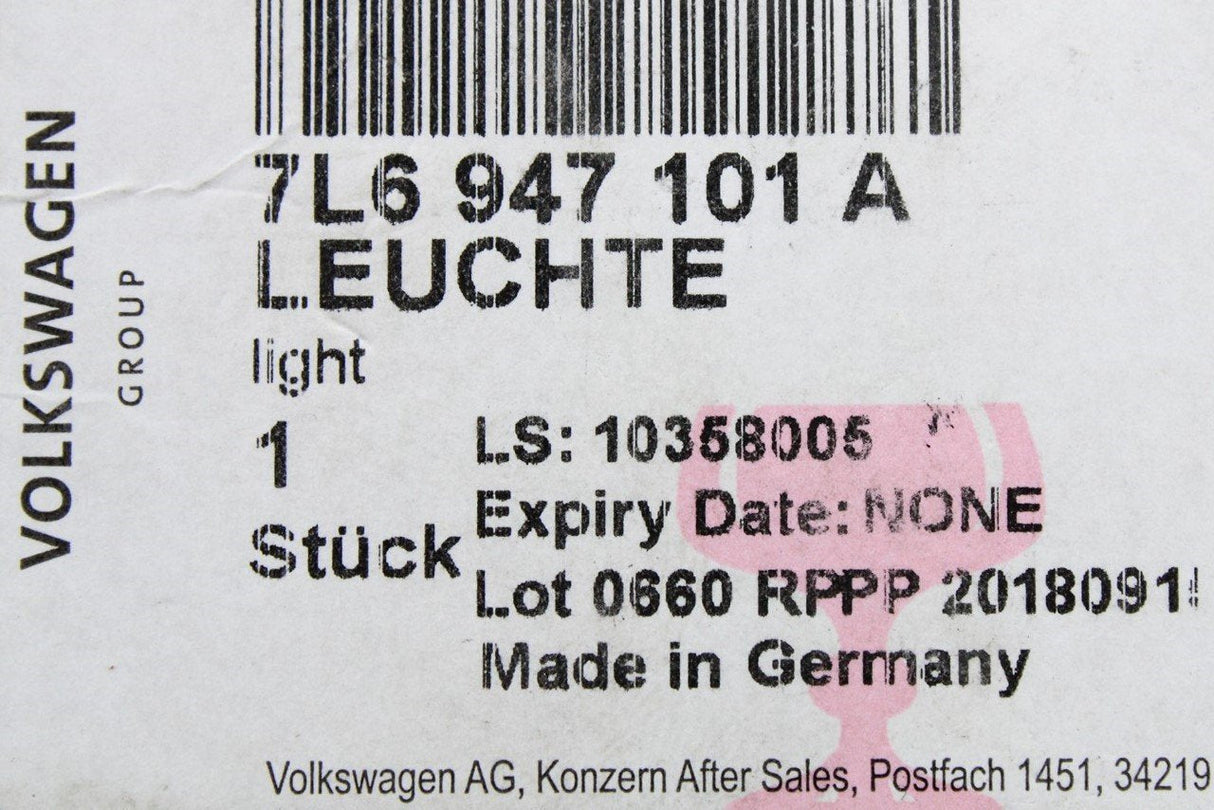 VOLKSWAGEN
GROUP
7L6 947 101 A
LEUCHTE
light
1
Stück
LS: 10358005
Expiry Date: NONE
Lot 0660 RPPP
Made in Germany
Volkswagen AG, Konzern After Sales, Postfach 1451, 34219